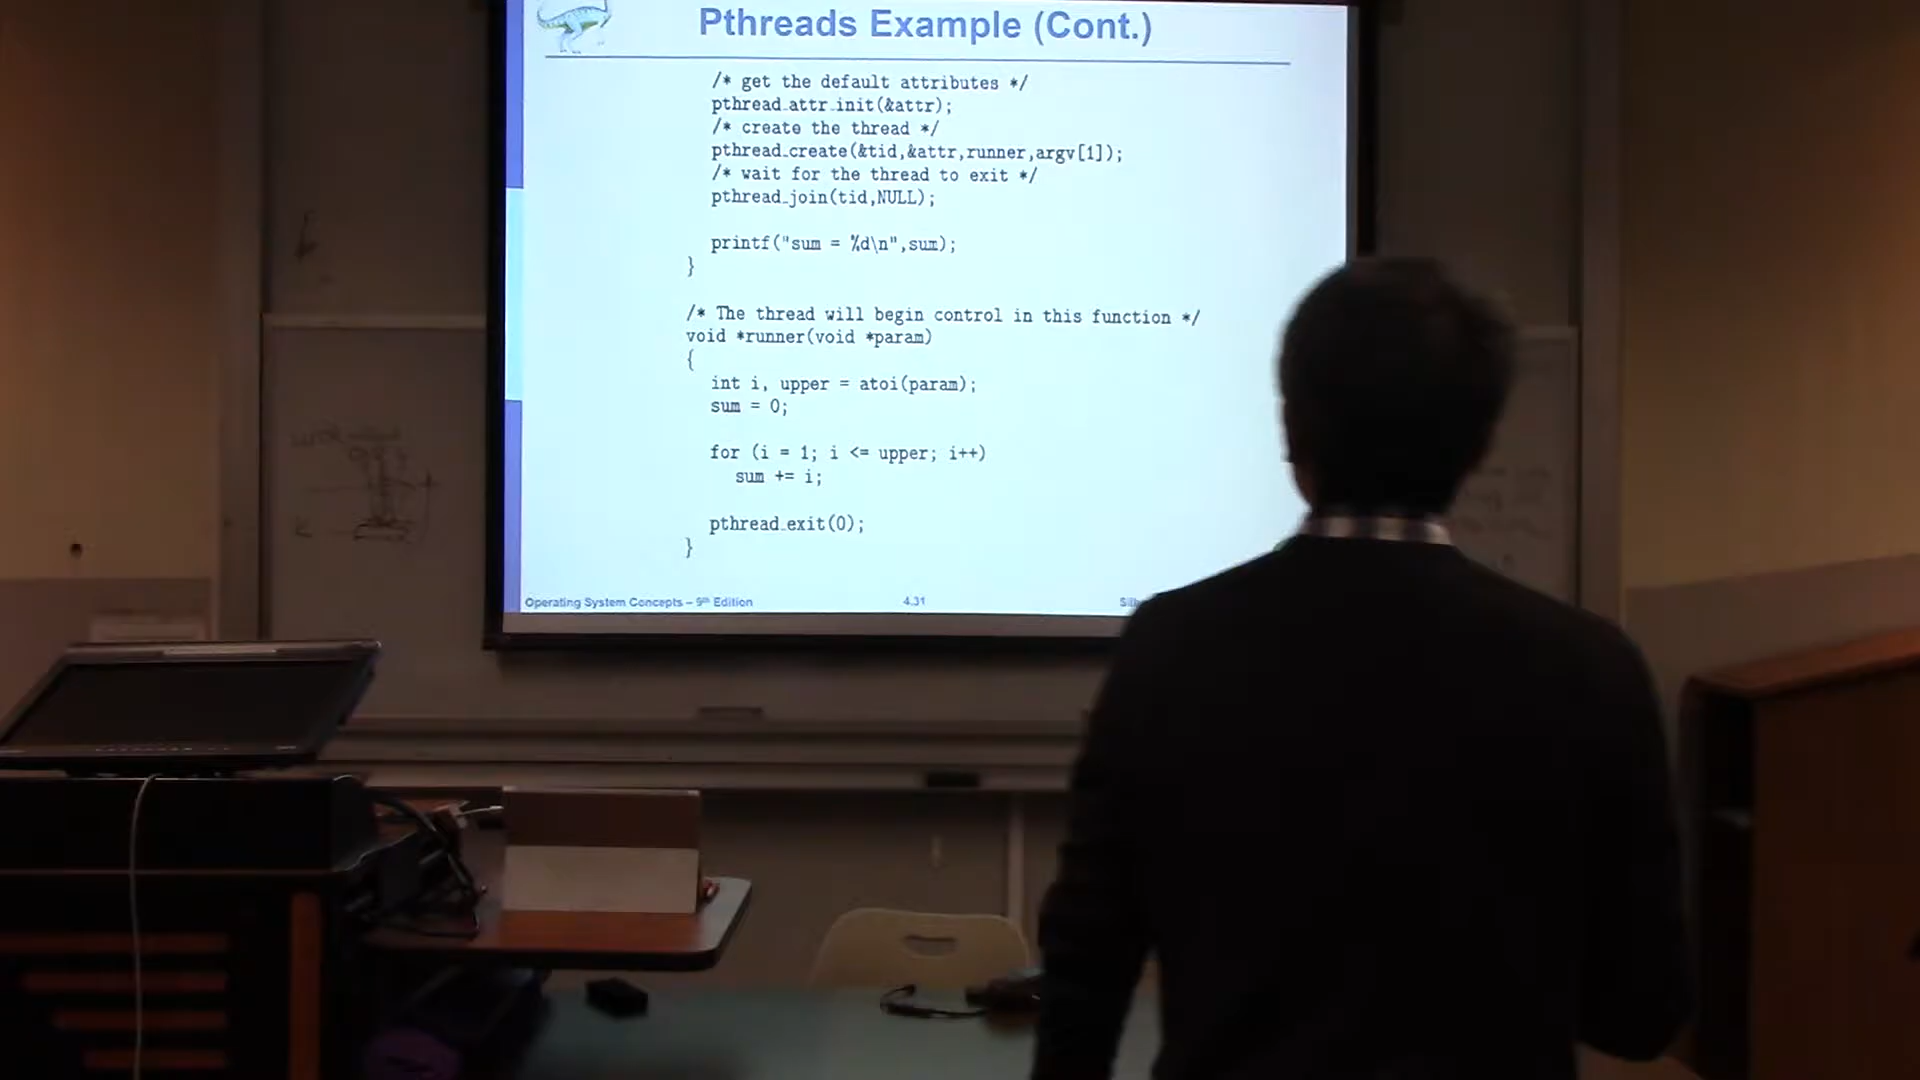 Pthreads Example (Cont.)
/* get the default attributes */
pthread_attr_init(&attr);
/* create the thread */
pthread_create(&tid,&attr,runner,argv[1]);
/* wait for the thread to exit */
pthread_join(tid,NULL);
printf("sum = %d\n",sum);
}
/* The thread will begin control in this function */
void *runner(void *param)
{
int i, upper = atoi(param);
sum = 0;
for (i = 1; i <= upper; i++)
sum += i;
pthread_exit(0);
}
Operating System Concepts – 9th Edition
4.31